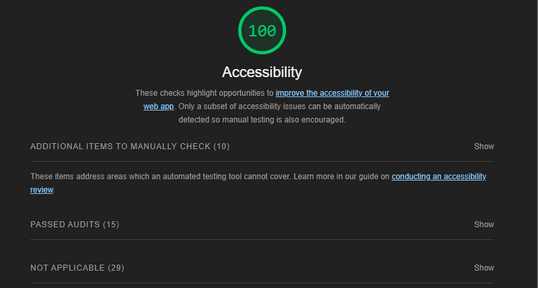 100
Accessibility
These checks highlight opportunities to improve the accessibility of your
web app. Only a subset of accessibility issues can be automatically
detected so manual testing is also encouraged.
ADDITIONAL ITEMS TO MANUALLY CHECK (10) Show
These items address areas which an automated testing tool cannot cover. Learn more in our guide on conducting an accessibility
review.
PASSED AUDITS (15) Show
NOT APPLICABLE (29) Show